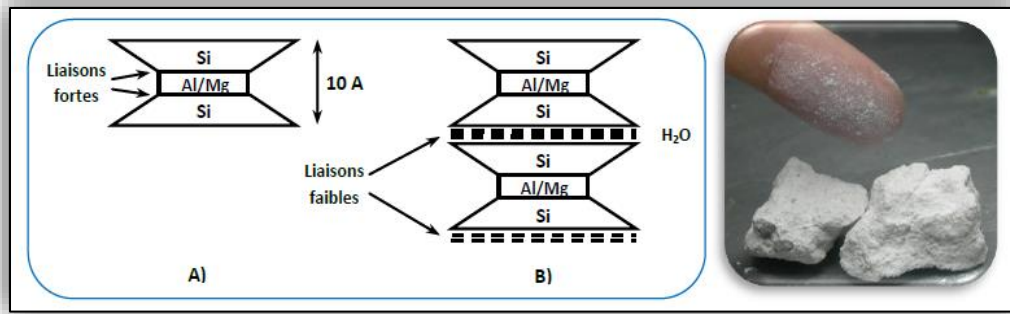 Si
Liaisons
fortes
Al/Mg
Si
10 A
A)
Si
Al/Mg
Si
H₂O
Liaisons
faibles
Si
Al/Mg
Si
B)